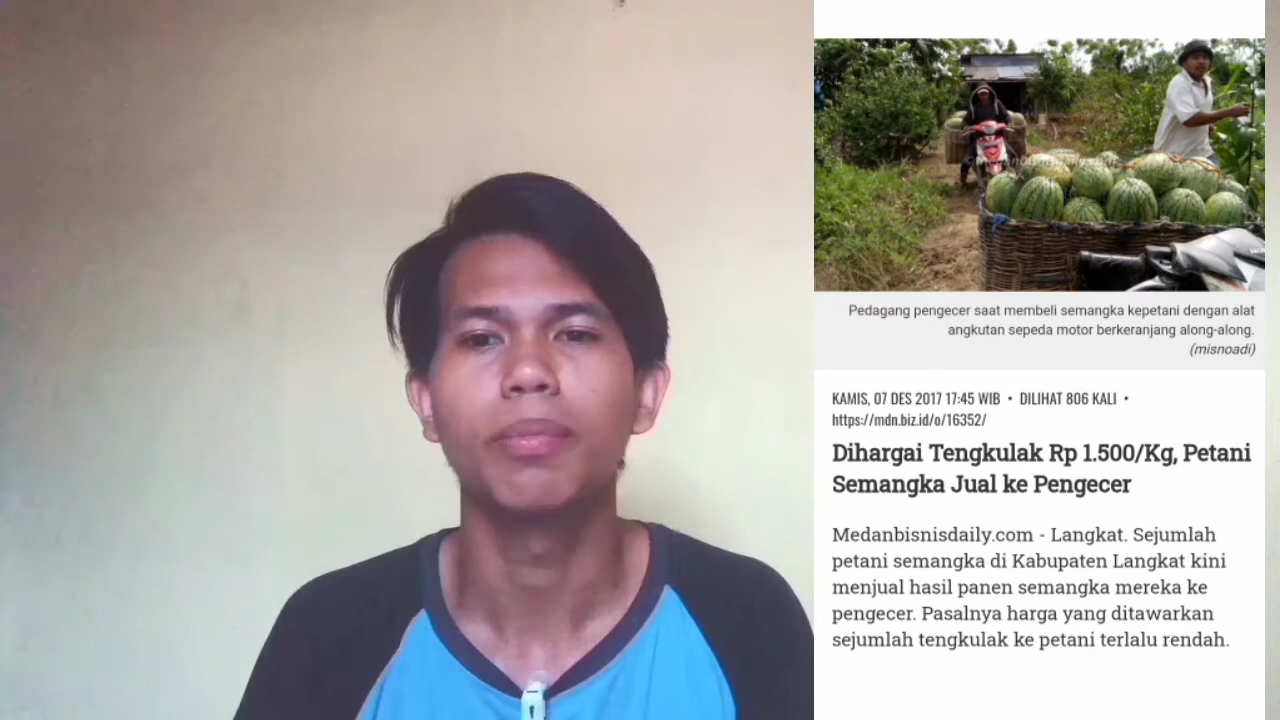 ©medanbisnisdaily.com
Pedagang pengecer saat membeli semangka kepetani dengan alat
angkutan sepeda motor berkeranjang along-along.
(misnoadi)
KAMIS, 07 DES 2017 17:45 WIB • DILIHAT 806 KALI •
https://mdn.biz.id/o/16352/
Dihargai Tengkulak Rp 1.500/Kg, Petani
Semangka Jual ke Pengecer
Medanbisnisdaily.com - Langkat. Sejumlah
petani semangka di Kabupaten Langkat kini
menjual hasil panen semangka mereka ke
pengecer. Pasalnya harga yang ditawarkan
sejumlah tengkulak ke petani terlalu rendah.